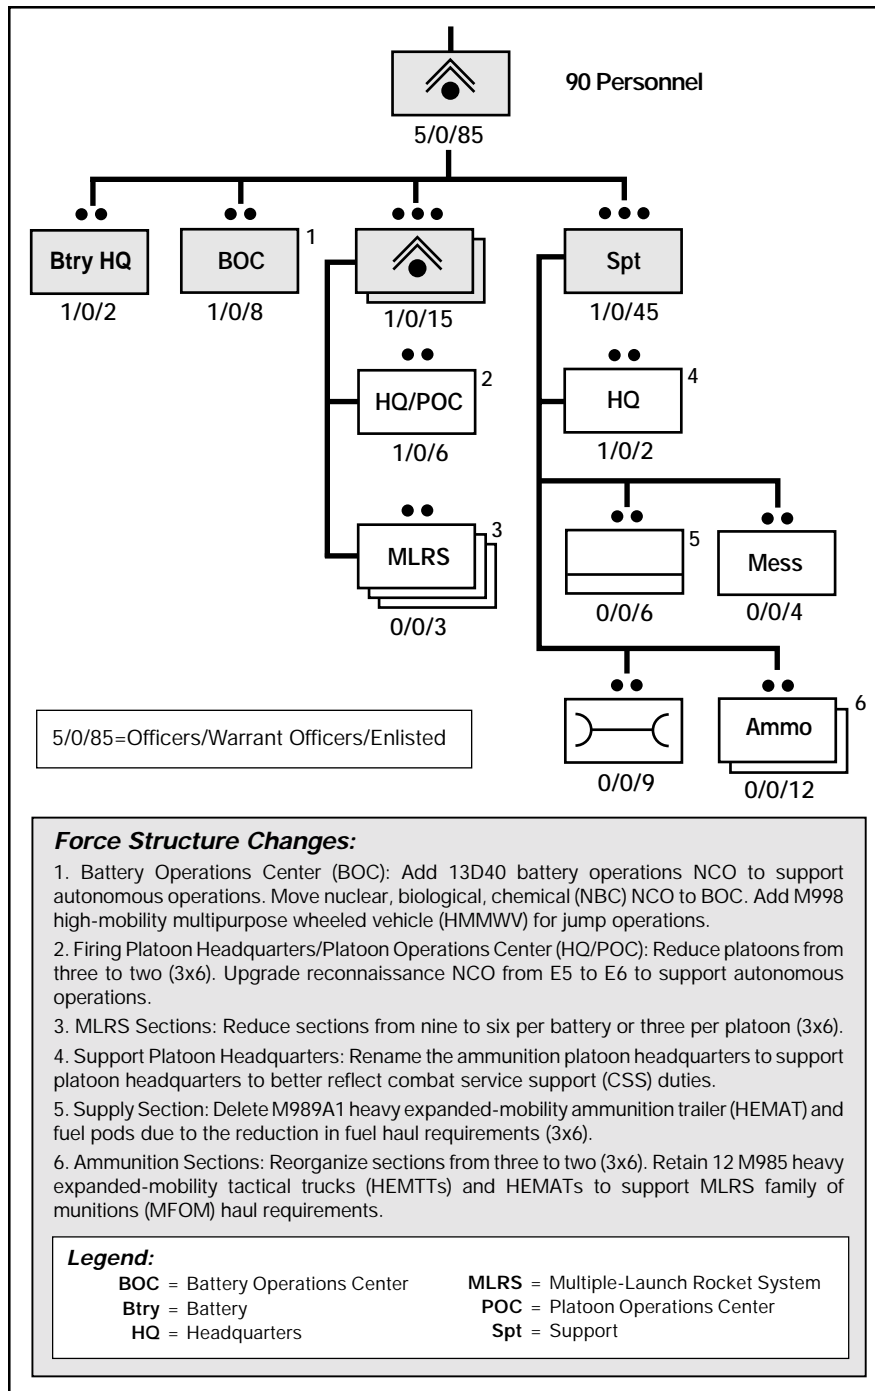 90 Personnel
5/0/85
Btry HQ
1/0/2
BOC
1
1/0/8
1/0/15
Spt
1/0/45
HQ/POC
2
1/0/6
HQ
4
1/0/2
MLRS
3
0/0/3
5
0/0/6
Mess
0/0/4
0/0/9
Ammo
6
0/0/12
5/0/85=Officers/Warrant Officers/Enlisted
Force Structure Changes:
1. Battery Operations Center (BOC): Add 13D40 battery operations NCO to support
autonomous operations. Move nuclear, biological, chemical (NBC) NCO to BOC. Add M998
high-mobility multipurpose wheeled vehicle (HMMWV) for jump operations.
2. Firing Platoon Headquarters/Platoon Operations Center (HQ/POC): Reduce platoons from
three to two (3x6). Upgrade reconnaissance NCO from E5 to E6 to support autonomous
operations.
3. MLRS Sections: Reduce sections from nine to six per battery or three per platoon (3x6).
4. Support Platoon Headquarters: Rename the ammunition platoon headquarters to support
platoon headquarters to better reflect combat service support (CSS) duties.
5. Supply Section: Delete M989A1 heavy expanded-mobility ammunition trailer (HEMAT) and
fuel pods due to the reduction in fuel haul requirements (3x6).
6. Ammunition Sections: Reorganize sections from three to two (3x6). Retain 12 M985 heavy
expanded-mobility tactical trucks (HEMTTs) and HEMATs to support MLRS family of
munitions (MFOM) haul requirements.
Legend:
BOC = Battery Operations Center
Btry = Battery
HQ = Headquarters
MLRS = Multiple-Launch Rocket System
POC = Platoon Operations Center
Spt = Support